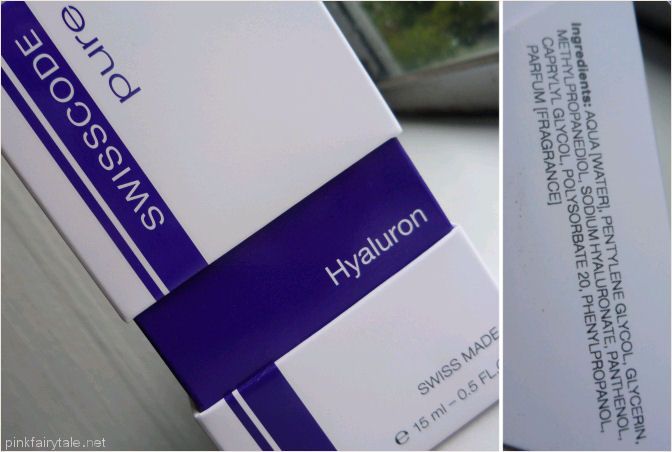 SWISSCODE
pure
Hyaluron
SWISS MADE
e 15 ml – 0.5 FL.
Ingredients: AQUA [WATER], PENTYLENE GLYCOL, GLYCERIN,
METHYLPROPANEDIOL, SODIUM HYALURONATE, PANTHENOL,
CAPRYLYL GLYCOL, POLYSORBATE 20, PHENYLPROPANOL,
PARFUM [FRAGRANCE]
pinkfairytale.net